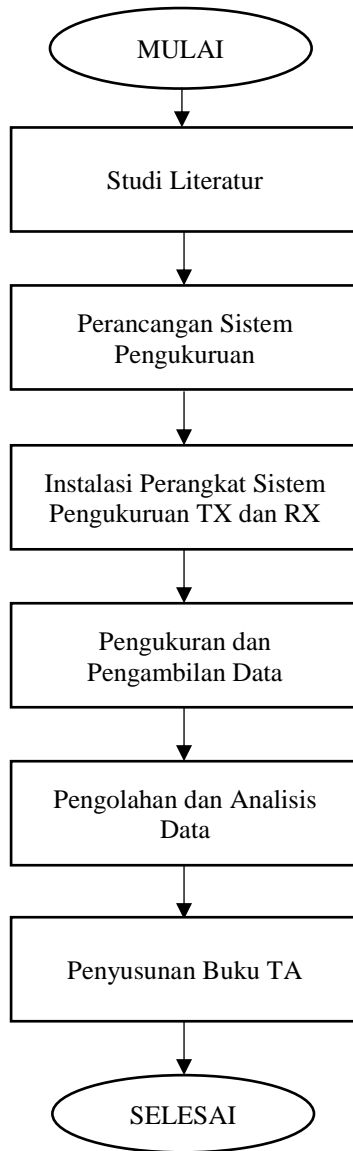 MULAI
Studi Literatur
Perancangan Sistem
Pengukuruan
Instalasi Perangkat Sistem
Pengukuruan TX dan RX
Pengukuran dan
Pengambilan Data
Pengolahan dan Analisis
Data
Penyusunan Buku TA
SELESAI